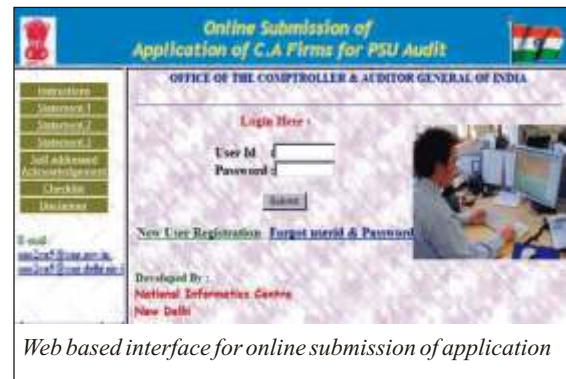 Online Submission of
Application of C.A Firms for PSU Audit
OFFICE OF THE COMPTROLLER & AUDITOR GENERAL OF INDIA
Instructions
Statement 1
Statement 2
Statement 3
Self addressed
Acknowledgement
Checklist
Disclaimer
E-mail
Login Here :
User Id :
Password :
Submit
New User Registration Forgot userid & Password
Developed By :
National Informatics Centre
New Delhi
Web based interface for online submission of application